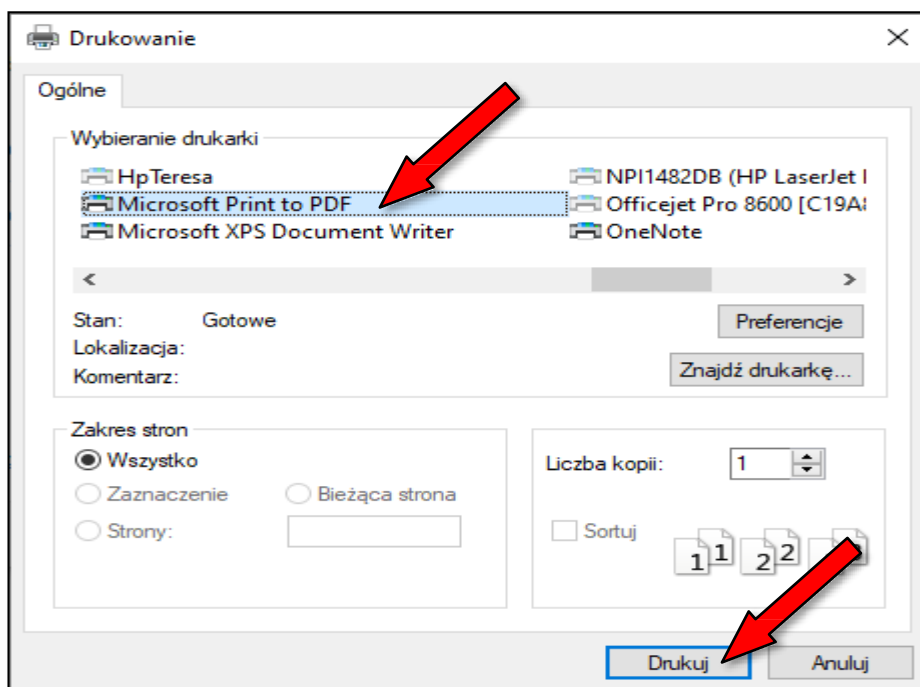 Drukowanie
Ogólne
Wybieranie drukarki
HpTeresa
NPI1482DB (HP LaserJet
Microsoft Print to PDF
Officejet Pro 8600 [C19A
Microsoft XPS Document Writer
OneNote
Stan: Gotowe
Preferencje
Lokalizacja:
Znajdź drukarkę...
Komentarz:
Zakres stron
Wszystko
Liczba kopii: 1
Zaznaczenie
Bieżąca strona
Strony:
Sortuj
1 1 2 2
Drukuj
Anuluj